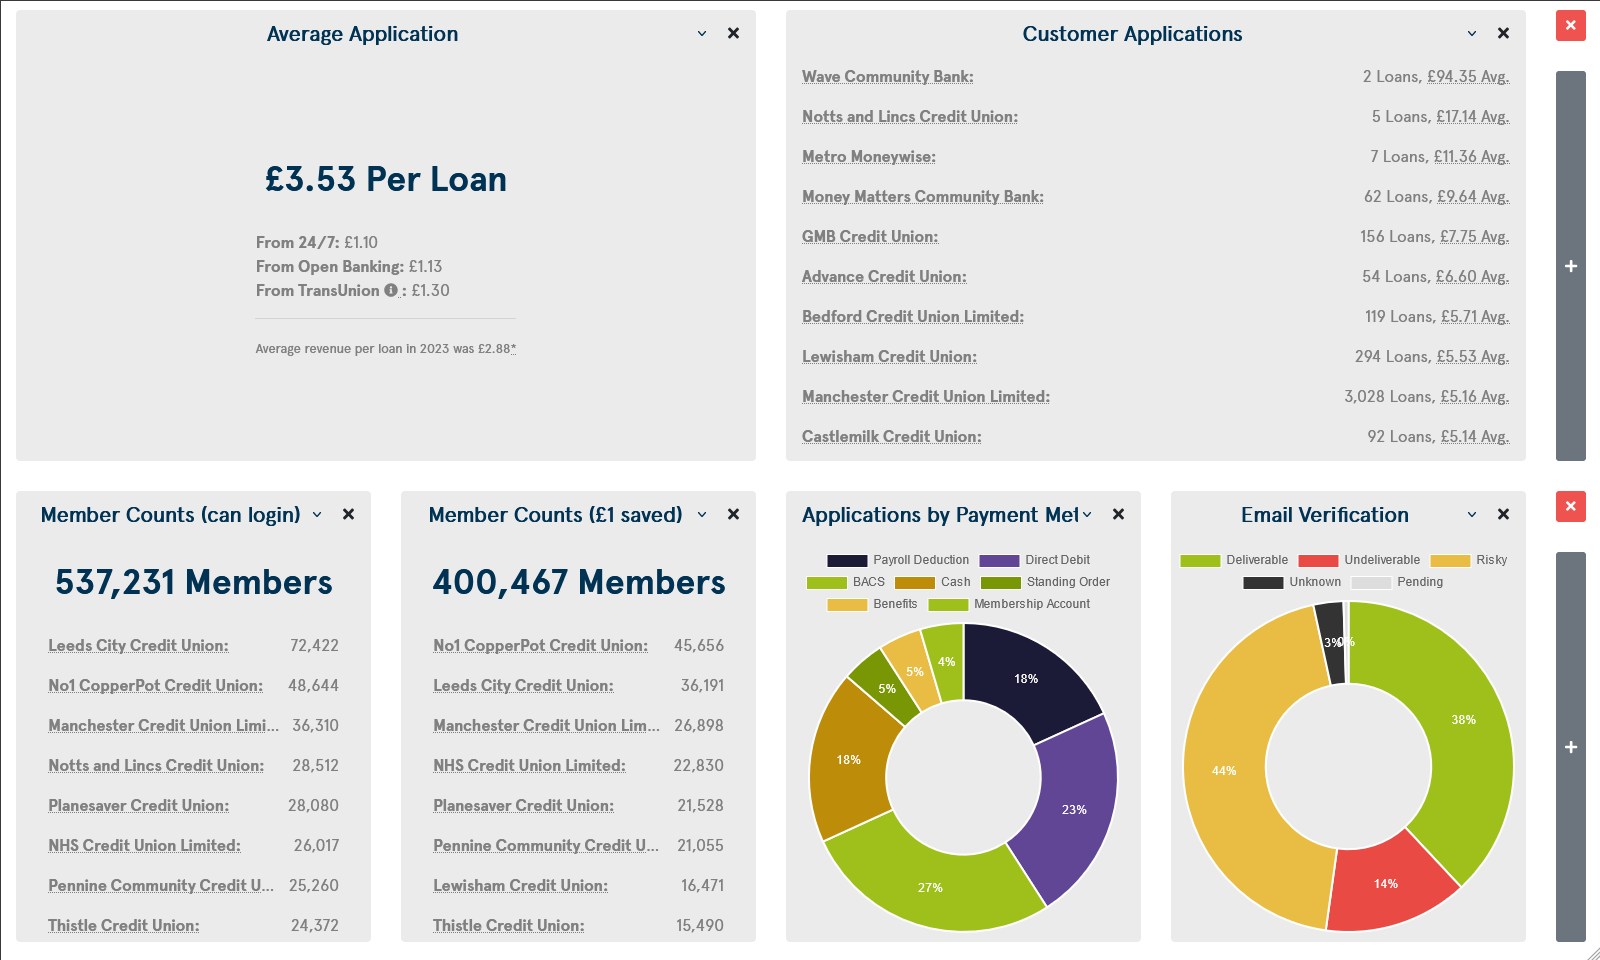 Average Application
£3.53 Per Loan
From 24/7: £1.10
From Open Banking: £1.13
From TransUnion : £1.30
Average revenue per loan in 2023 was £2.88*
Customer Applications
Wave Community Bank: 2 Loans, £94.35 Avg.
Notts and Lincs Credit Union: 5 Loans, £17.14 Avg.
Metro Moneywise: 7 Loans, £11.36 Avg.
Money Matters Community Bank: 62 Loans, £9.64 Avg.
GMB Credit Union: 156 Loans, £7.75 Avg.
Advance Credit Union: 54 Loans, £6.60 Avg.
Bedford Credit Union Limited: 119 Loans, £5.71 Avg.
Lewisham Credit Union: 294 Loans, £5.53 Avg.
Manchester Credit Union Limited: 3,028 Loans, £5.16 Avg.
Castlemilk Credit Union: 92 Loans, £5.14 Avg.
Member Counts (can login)
537,231 Members
Leeds City Credit Union: 72,422
No1 CopperPot Credit Union: 48,644
Manchester Credit Union Limi... 36,310
Notts and Lincs Credit Union: 28,512
Planesaver Credit Union: 28,080
NHS Credit Union Limited: 26,017
Pennine Community Credit U... 25,260
Thistle Credit Union: 24,372
Member Counts (£1 saved)
400,467 Members
No1 CopperPot Credit Union: 45,656
Leeds City Credit Union: 36,191
Manchester Credit Union Lim... 26,898
NHS Credit Union Limited: 22,830
Planesaver Credit Union: 21,528
Pennine Community Credit U... 21,055
Lewisham Credit Union: 16,471
Thistle Credit Union: 15,490
Applications by Payment Met
Payroll Deduction Direct Debit
BACS Cash Standing Order
Benefits Membership Account
4% 18%
5%
5%
18%
23%
27%
Email Verification
Deliverable Undeliverable Risky
Unknown Pending
3% 0%
38%
44%
14%